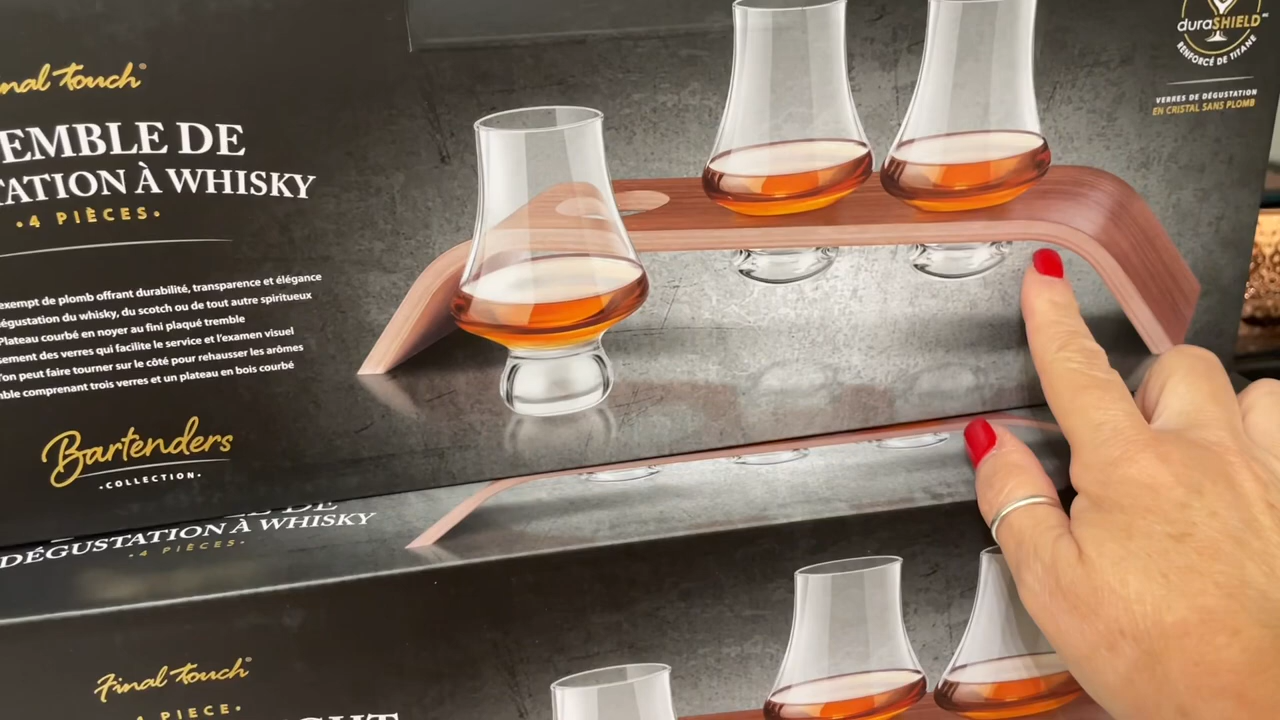 nal Touch®
EMBLE DE
TATION À WHISKY
•4 PIÈCES•
exempt de plomb offrant durabilité, transparence et élégance
égustation du whisky, du scotch ou de tout autre spiritueux
Plateau courbé en noyer au fini plaqué tremble
sement des verres qui facilite le service et l'examen visuel
'on peut faire tourner sur le côté pour rehausser les arômes
mble comprenant trois verres et un plateau en bois courbé
Bartenders
•COLLECTION•
duraSHIELD
RENFORCÉ DE TITANE
VERRES DE DÉGUSTATION
EN CRISTAL SANS PLOMB
DE
DÉGUSTATION À WHISKY
•4 PIÈCES•
Final Touch®
4 PIECE•